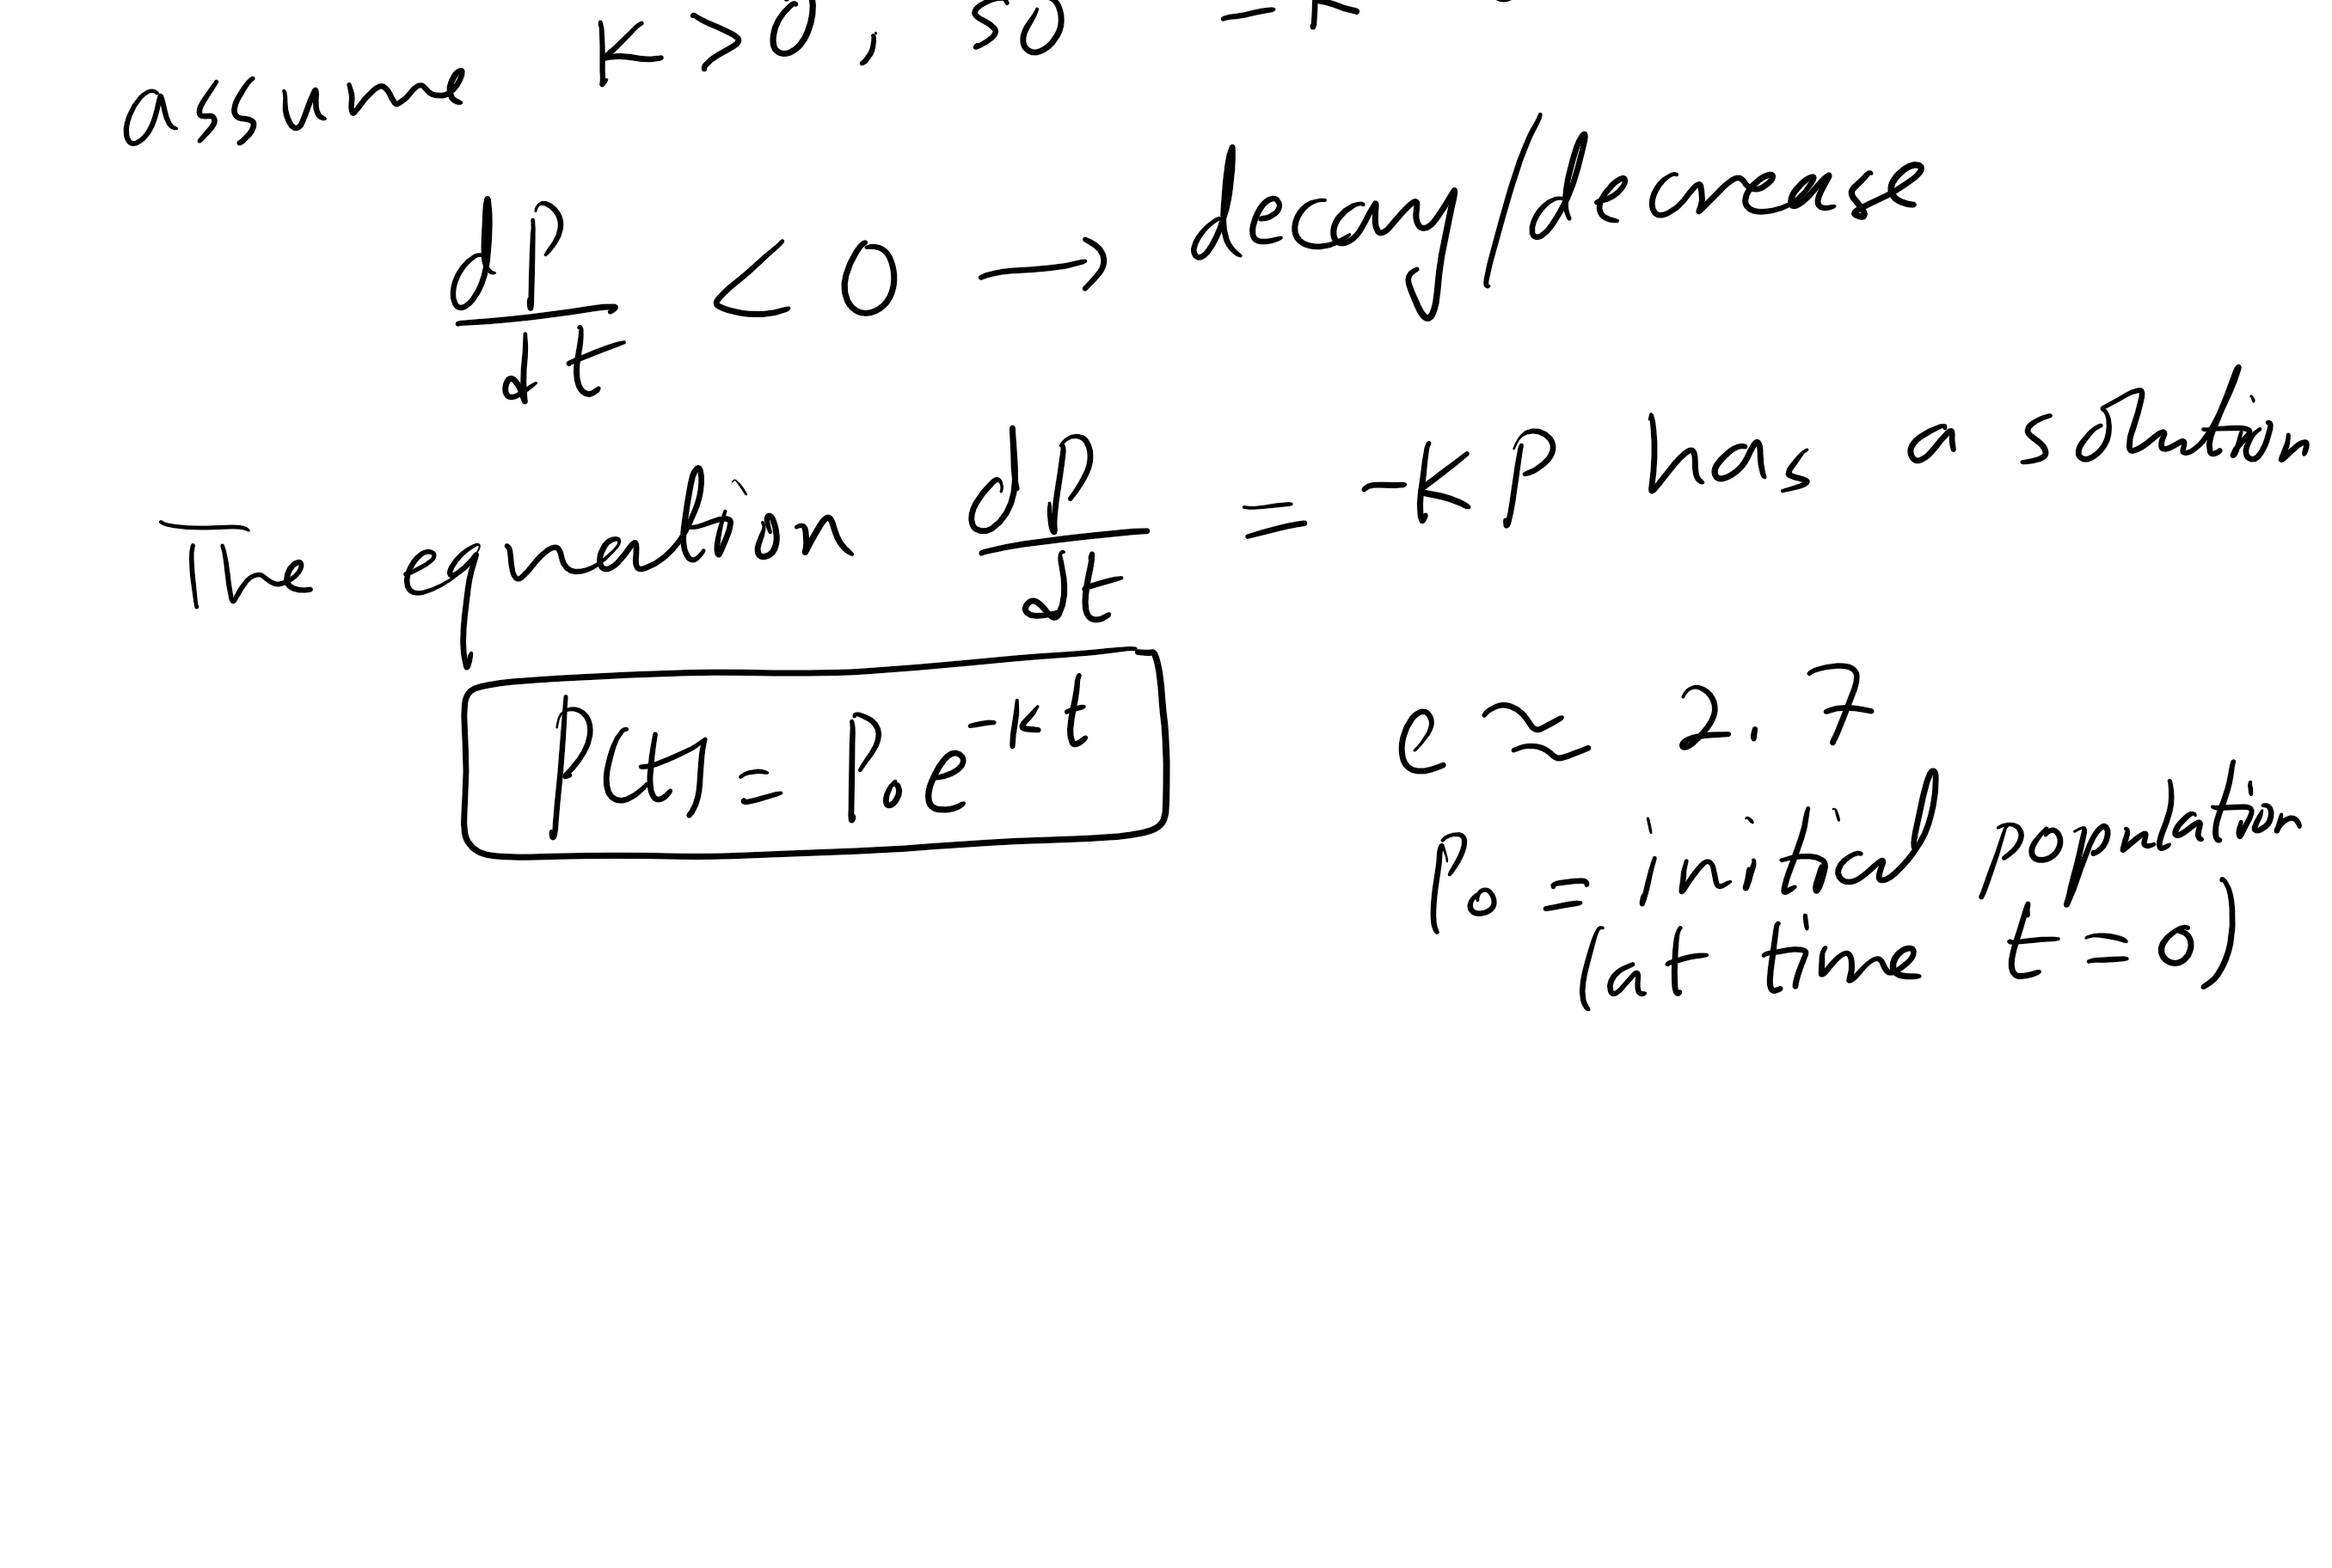 assume K > 0, so - K
dP/dt < 0 → decay/decrease
The equation dP/dt = -KP has a solution
P(t) = P₀e^{-kt}
e ≈ 2.7
P₀ = initial population
(at time t = 0)